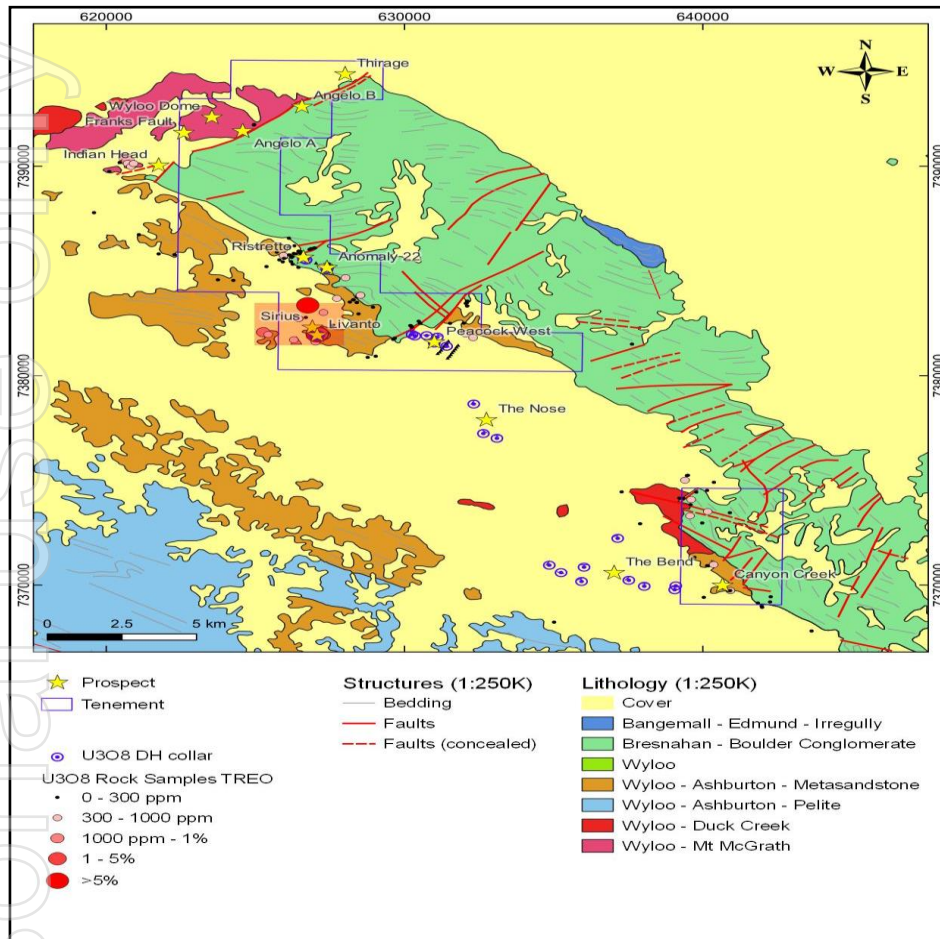 620000
630000
640000
N
W E
S
Thirage
Angelo B
Wyloo Dome
Franks Fault
Angelo A
Indian Head
7390000
7390000
Ristretto
Anomaly 22
Sirius
Livanto
Peacock West
7380000
7380000
The Nose
The Bend
Canyon Creek
7370000
7370000
0 2.5 5 km
Prospect
Tenement
U3O8 DH collar
U3O8 Rock Samples TREO
0 - 300 ppm
300 - 1000 ppm
1000 ppm - 1%
1 - 5%
>5%
Structures (1:250K)
Bedding
Faults
Faults (concealed)
Lithology (1:250K)
Cover
Bangemall - Edmund - Irregully
Bresnahan - Boulder Conglomerate
Wyloo
Wyloo - Ashburton - Metasandstone
Wyloo - Ashburton - Pelite
Wyloo - Duck Creek
Wyloo - Mt McGrath
personal use only